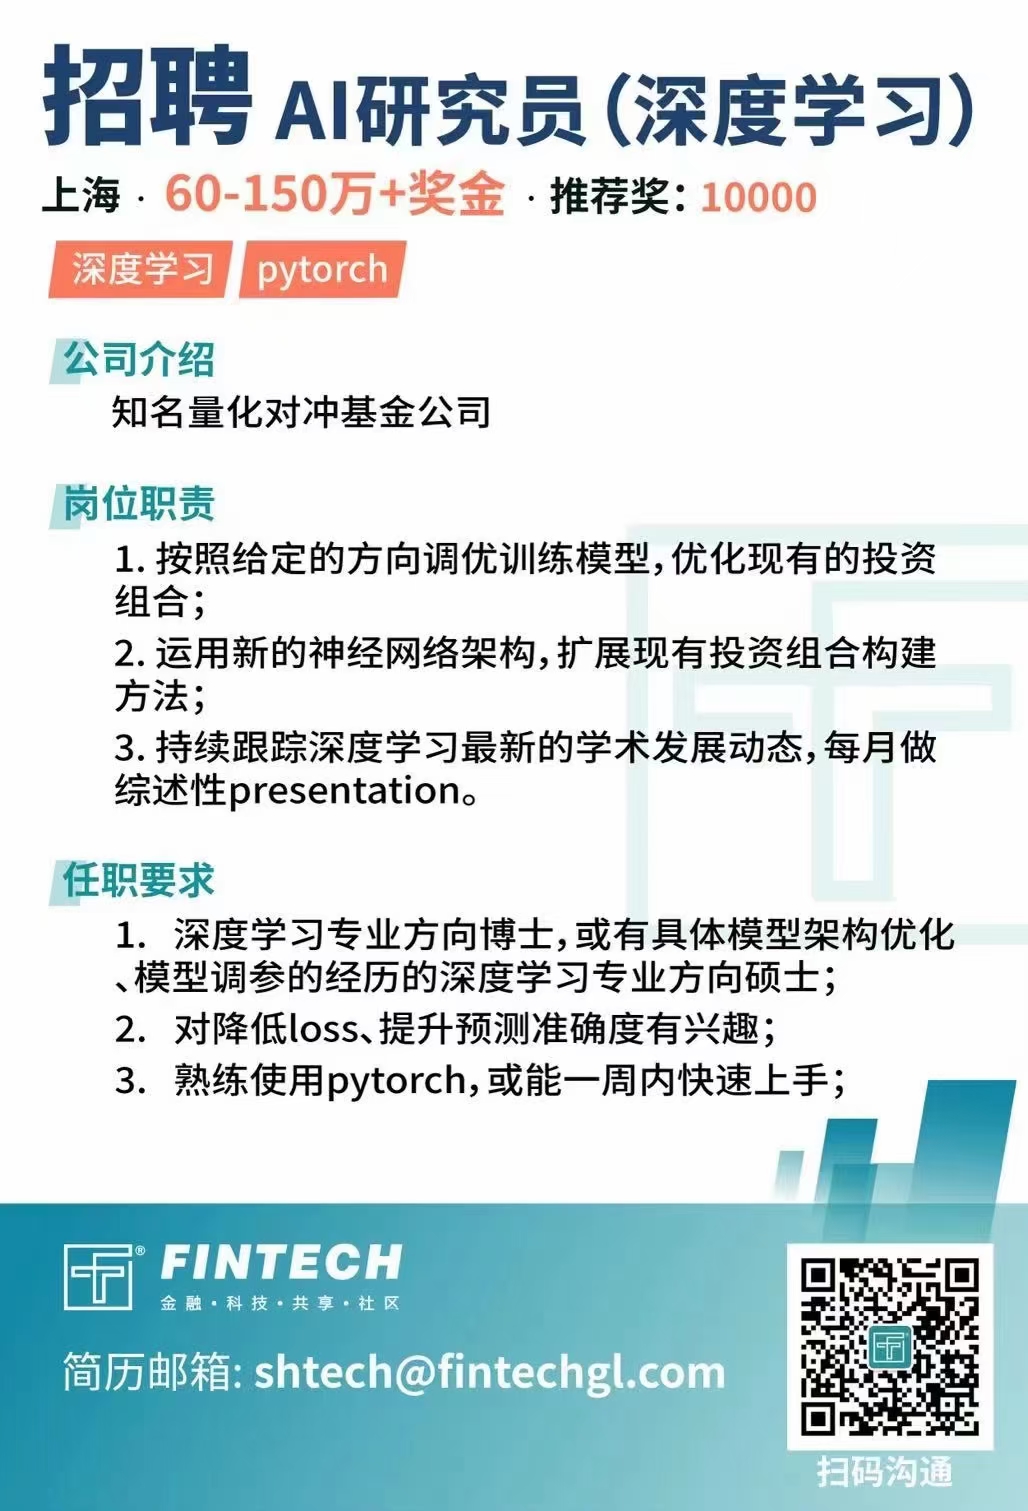 招聘 AI研究员(深度学习)
上海 · 60-150万+奖金 · 推荐奖: 10000
深度学习 pytorch
公司介绍
知名量化对冲基金公司
岗位职责
1. 按照给定的方向调优训练模型,优化现有的投资
组合;
2. 运用新的神经网络架构,扩展现有投资组合构建
方法;
3. 持续跟踪深度学习最新的学术发展动态,每月做
综述性presentation。
任职要求
1. 深度学习专业方向博士,或有具体模型架构优化
、模型调参的经历的深度学习专业方向硕士;
2. 对降低loss、提升预测准确度有兴趣;
3. 熟练使用pytorch,或能一周内快速上手;
® FINTECH
金融·科技·共享·社区
简历邮箱: shtech@fintechgl.com
扫码沟通